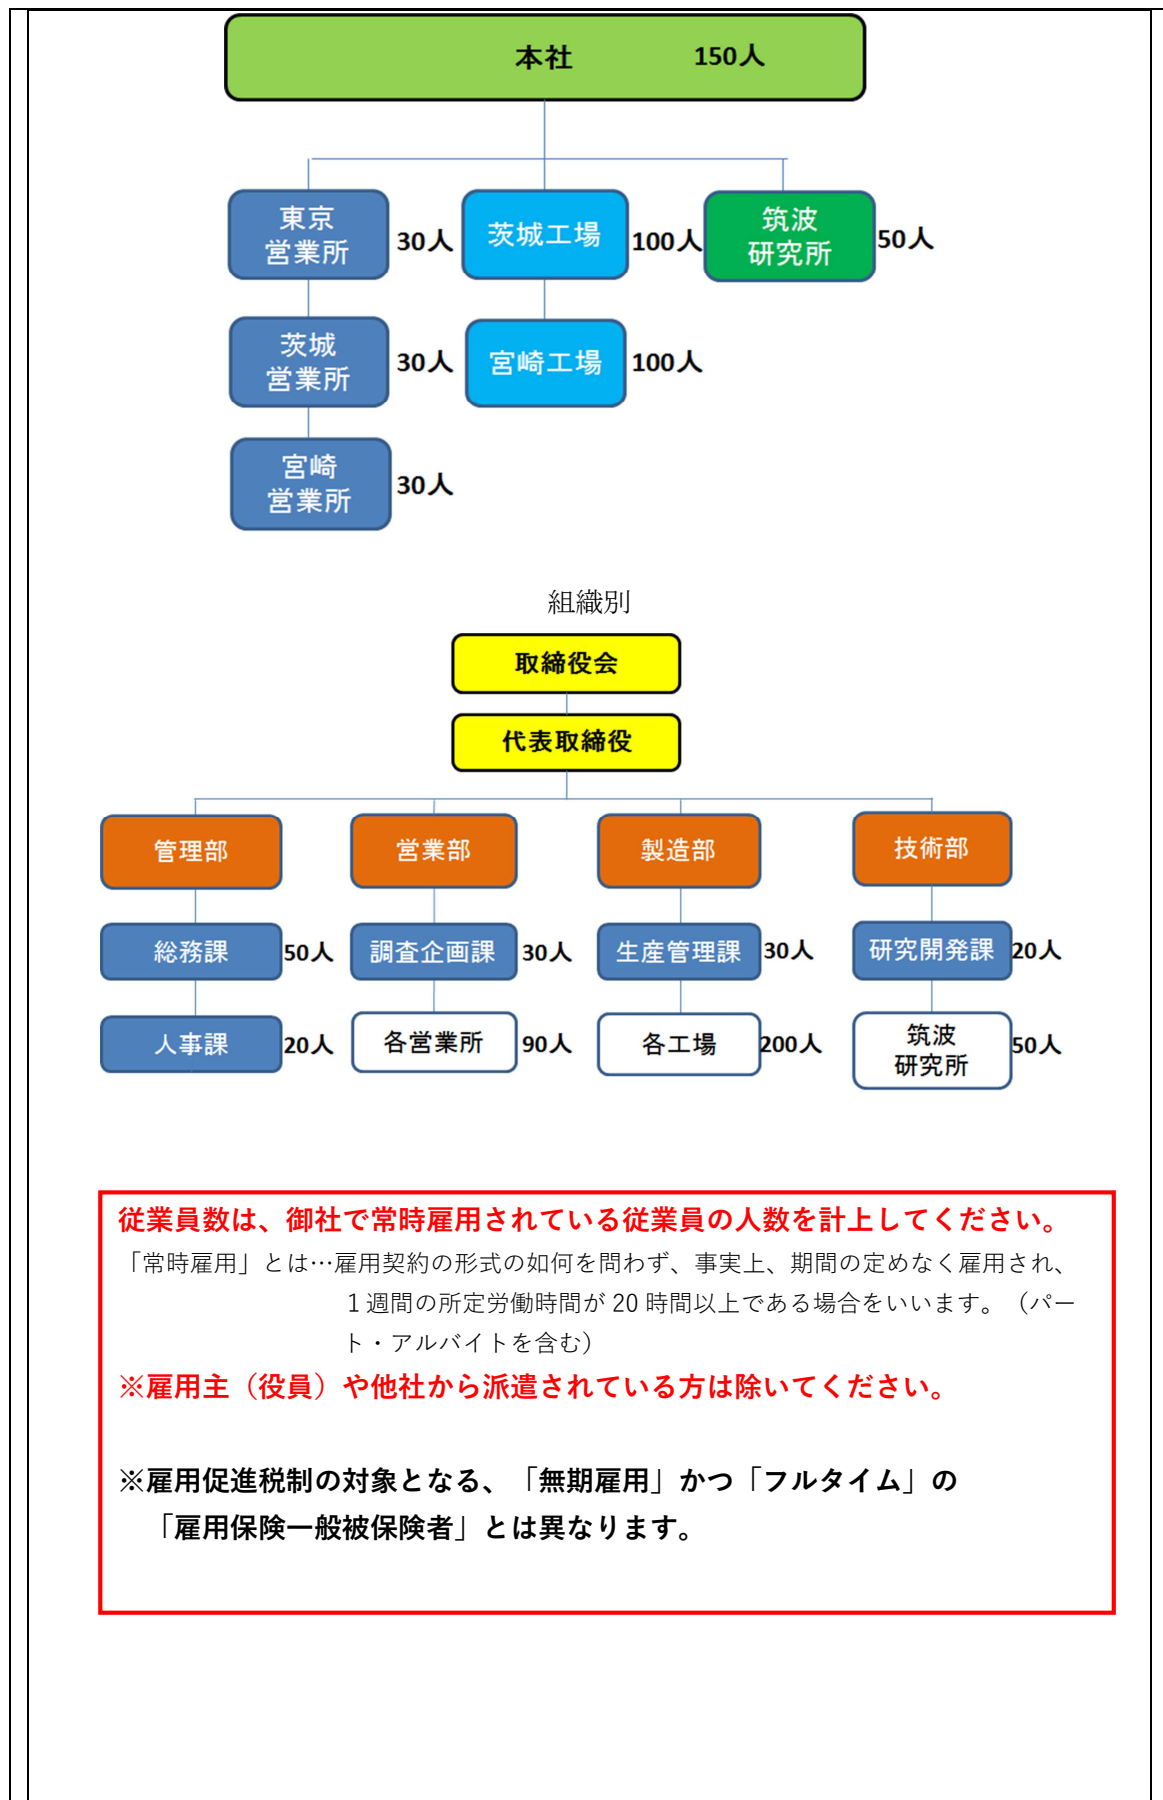 本社 150人
東京
営業所
30人
茨城工場
100人
筑波
研究所
50人
茨城
営業所
30人
宮崎工場
100人
宮崎
営業所
30人
組織別
取締役会
代表取締役
管理部
営業部
製造部
技術部
総務課
50人
調査企画課
30人
生産管理課
30人
研究開発課
20人
人事課
20人
各営業所
90人
各工場
200人
筑波
研究所
50人
従業員数は、御社で常時雇用されている従業員の人数を計上してください。
「常時雇用」とは…雇用契約の形式の如何を問わず、事実上、期間の定めなく雇用され、
１週間の所定労働時間が 20 時間以上である場合をいいます。（パー
ト・アルバイトを含む）
※雇用主（役員）や他社から派遣されている方は除いてください。
※雇用促進税制の対象となる、「無期雇用」かつ「フルタイム」の
「雇用保険一般被保険者」とは異なります。